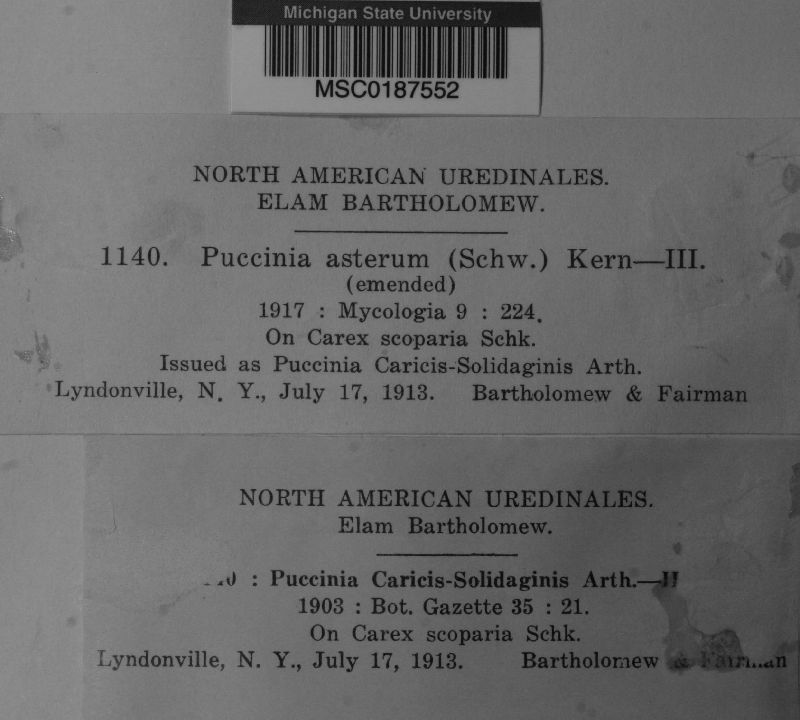 Michigan State University
MSC0187552
NORTH AMERICAN UREDINALES.
ELAM BARTHOLOMEW.
1140. Puccinia asterum (Schw.) Kern—III.
(emended)
1917 : Mycologia 9 : 224.
On Carex scoparia Schk.
Issued as Puccinia Caricis-Solidaginis Arth.
Lyndonville, N. Y., July 17, 1913. Bartholomew & Fairman
NORTH AMERICAN UREDINALES.
Elam Bartholomew.
: Puccinia Caricis-Solidaginis Arth.—
1903 : Bot. Gazette 35 : 21.
On Carex scoparia Schk.
Lyndonville, N. Y., July 17, 1913. Bartholomew